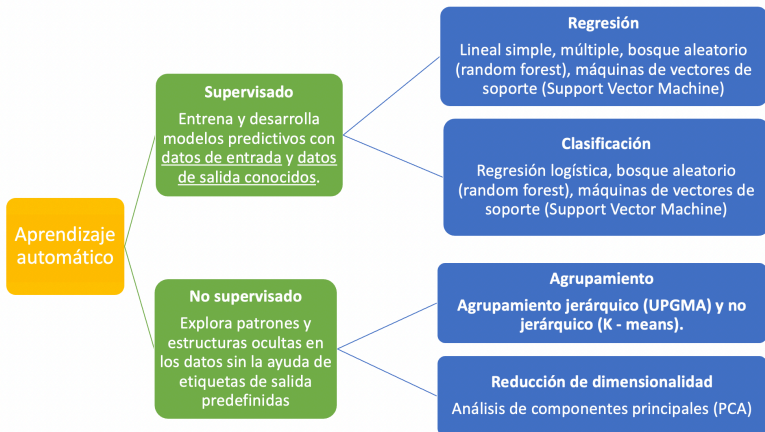 Aprendizaje
automático
Supervisado
Entrena y desarrolla
modelos predictivos con
datos de entrada y datos
de salida conocidos.
Regresión
Lineal simple, múltiple, bosque aleatorio
(random forest), máquinas de vectores de
soporte (Support Vector Machine)
Clasificación
Regresión logística, bosque aleatorio
(random forest), máquinas de vectores de
soporte (Support Vector Machine)
No supervisado
Explora patrones y
estructuras ocultas en
los datos sin la ayuda de
etiquetas de salida
predefinidas
Agrupamiento
Agrupamiento jerárquico (UPGMA) y no
jerárquico (K - means).
Reducción de dimensionalidad
Análisis de componentes principales (PCA)